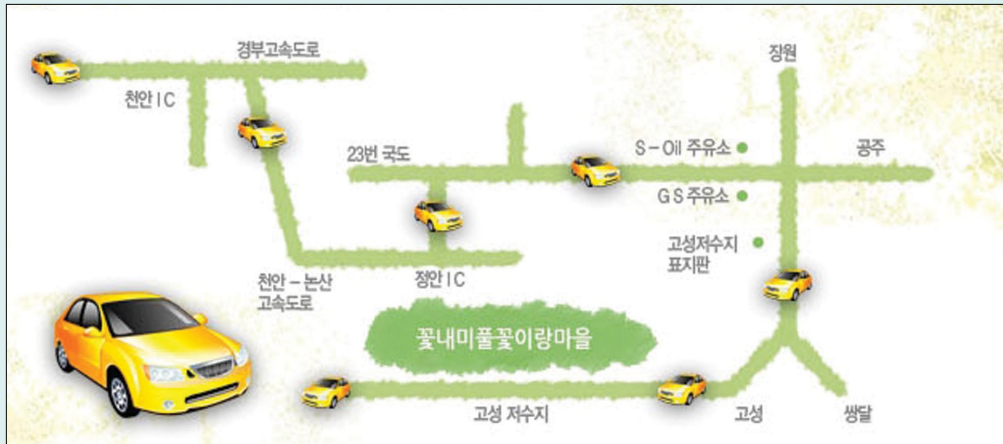 경부고속도로
장원
천안 I C
S - Oil 주유소
공주
23번 국도
G S 주유소
고성저수지
표지판
천안 - 논산
고속도로
정안 I C
꽃내미풀꽃이랑마을
고성 저수지
고성
쌍달